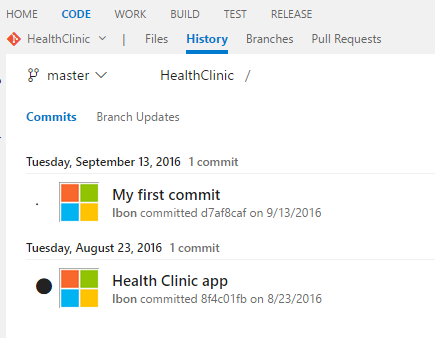 HOME CODE WORK BUILD TEST RELEASE
HealthClinic | Files History Branches Pull Requests
master HealthClinic /
Commits Branch Updates
Tuesday, September 13, 2016 1 commit
My first commit
Ibon committed d7af8caf on 9/13/2016
Tuesday, August 23, 2016 1 commit
Health Clinic app
Ibon committed 8f4c01fb on 8/23/2016